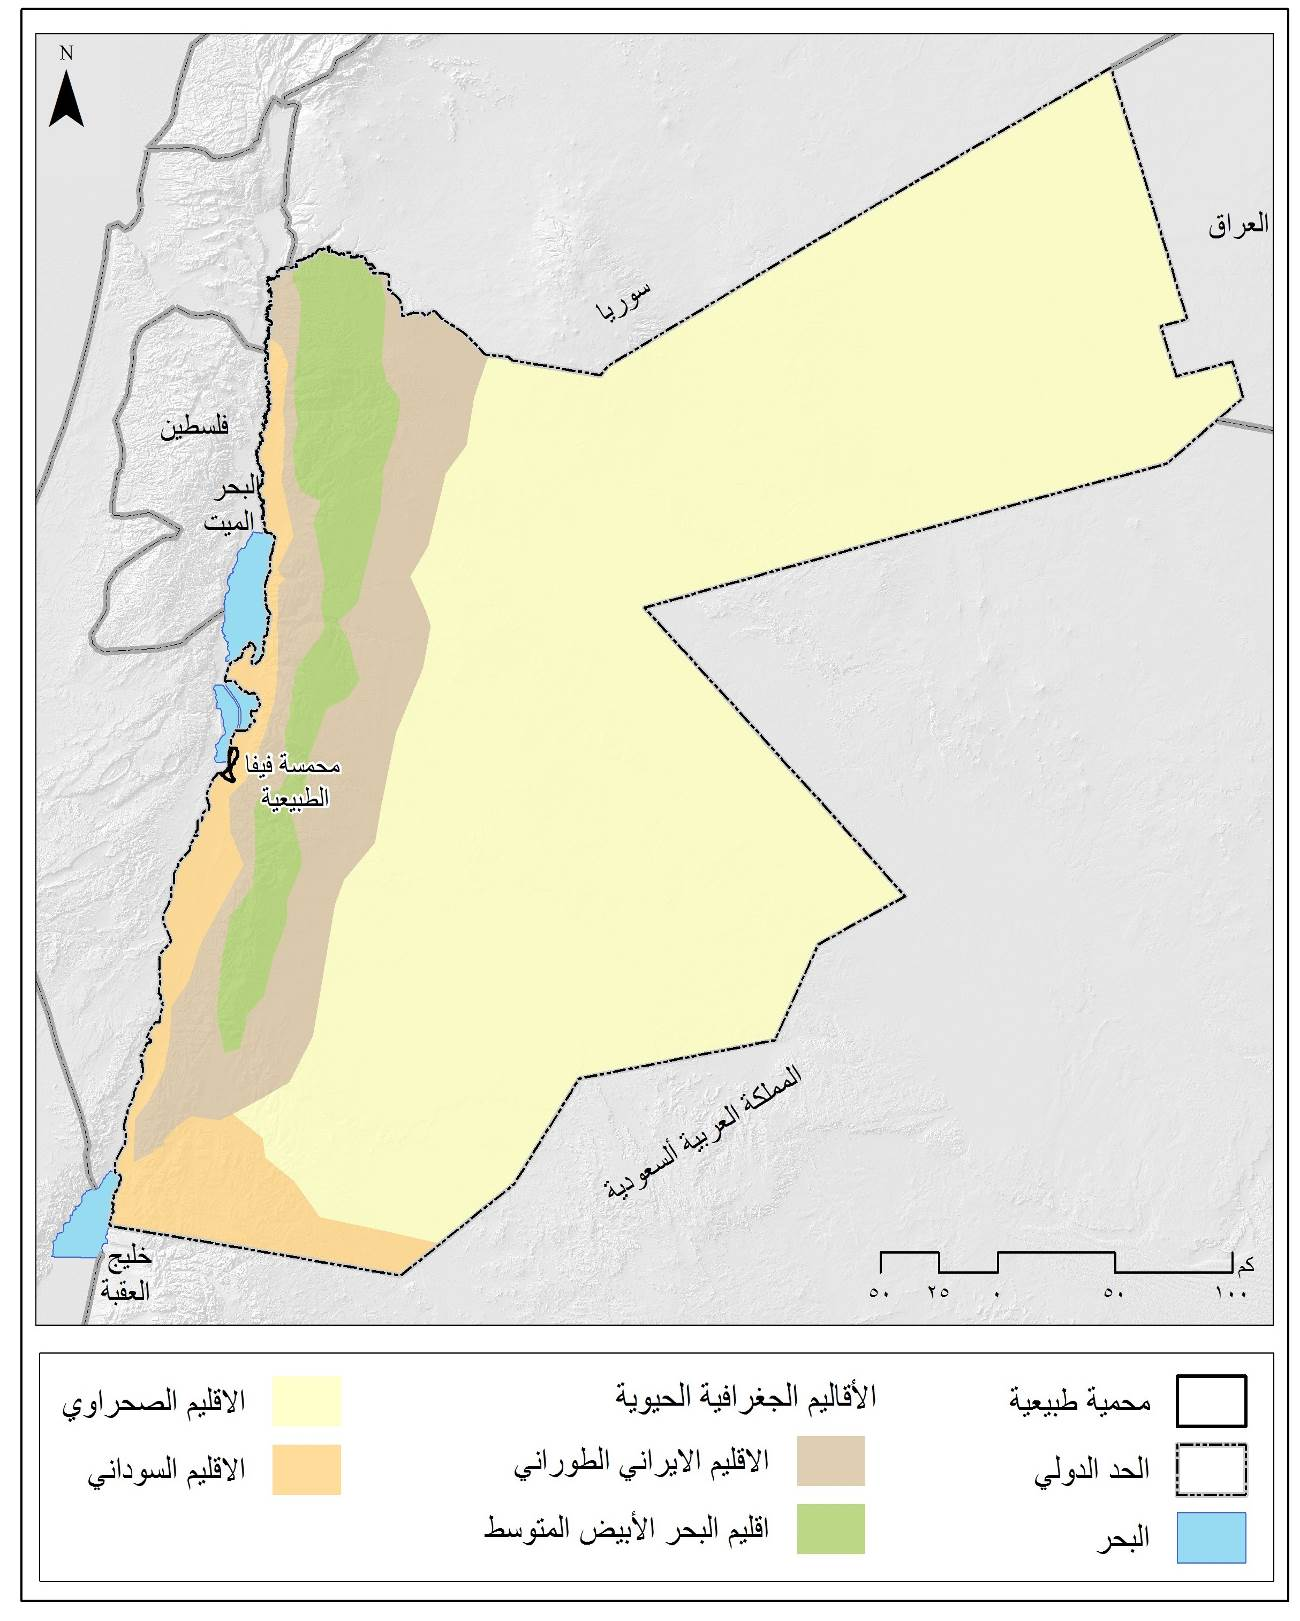 N
العراق
سوريا
فلسطين
البحر
الميت
محمسة فيفا
الطبيعية
المملكة العربية ألسعودية
خليج
العقبة
كم
٥٠ ٢٥ ٠ ٥٠ ١٠٠
محمية طبيعية
الحد الدولي
البحر
الأقاليم الجغرافية الحيوية
الاقليم الايراني الطوراني
اقليم البحر الأبيض المتوسط
الاقليم الصحراوي
الاقليم السوداني